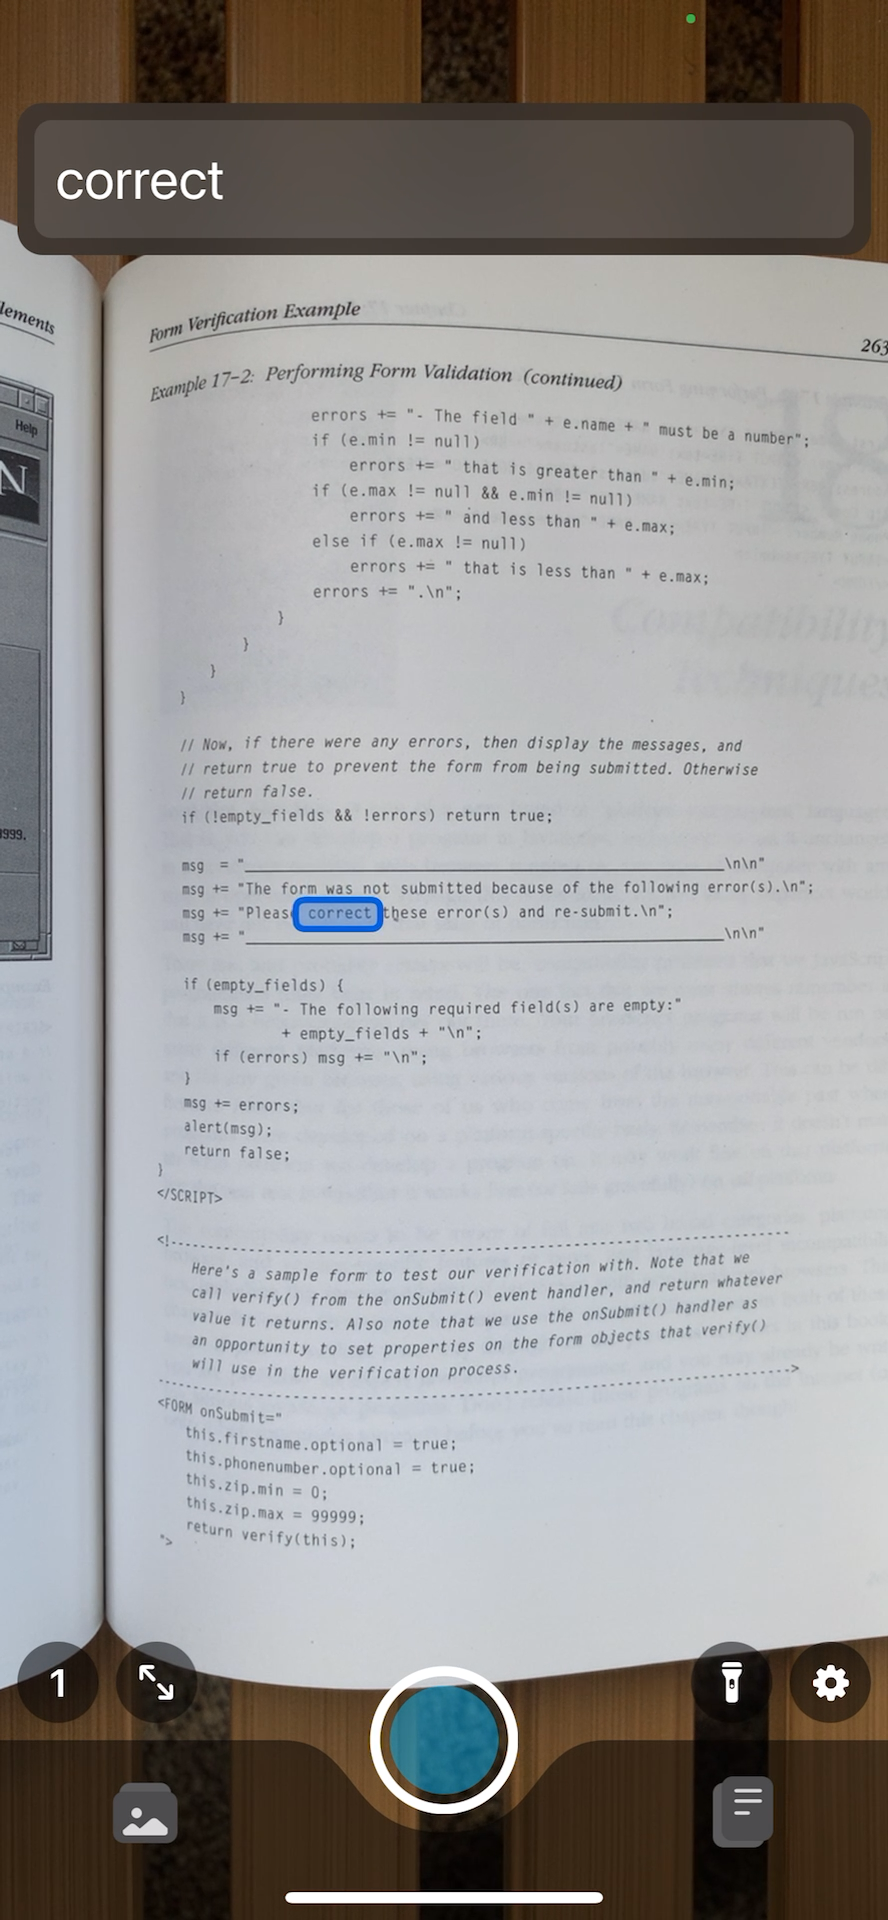 correct
lements
Help
N
1999.
Form Verification Example
263
Example 17-2: Performing Form Validation (continued)
errors += "- The field " + e.name + " must be a number";
if (e.min != null)
errors += " that is greater than " + e.min;
if (e.max != null && e.min != null)
errors += " and less than " + e.max;
else if (e.max != null)
errors += " that is less than " + e.max;
errors += ".\n";
}
}
}
}
// Now, if there were any errors, then display the messages, and
// return true to prevent the form from being submitted. Otherwise
// return false.
if (!empty_fields && !errors) return true;
msg = "______________________________________________________\n\n"
msg += "The form was not submitted because of the following error(s).\n";
msg += "Please correct these error(s) and re-submit.\n";
msg += "______________________________________________________\n\n"
if (empty_fields) {
msg += "- The following required field(s) are empty:"
+ empty_fields + "\n";
if (errors) msg += "\n";
}
msg += errors;
alert(msg);
return false;
}
</SCRIPT>
<!------------------------------------------------------------------
Here's a sample form to test our verification with. Note that we
call verify() from the onSubmit() event handler, and return whatever
value it returns. Also note that we use the onSubmit() handler as
an opportunity to set properties on the form objects that verify()
will use in the verification process.
------------------------------------------------------------------>
<FORM onSubmit="
this.firstname.optional = true;
this.phonenumber.optional = true;
this.zip.min = 0;
this.zip.max = 99999;
return verify(this);
">
1